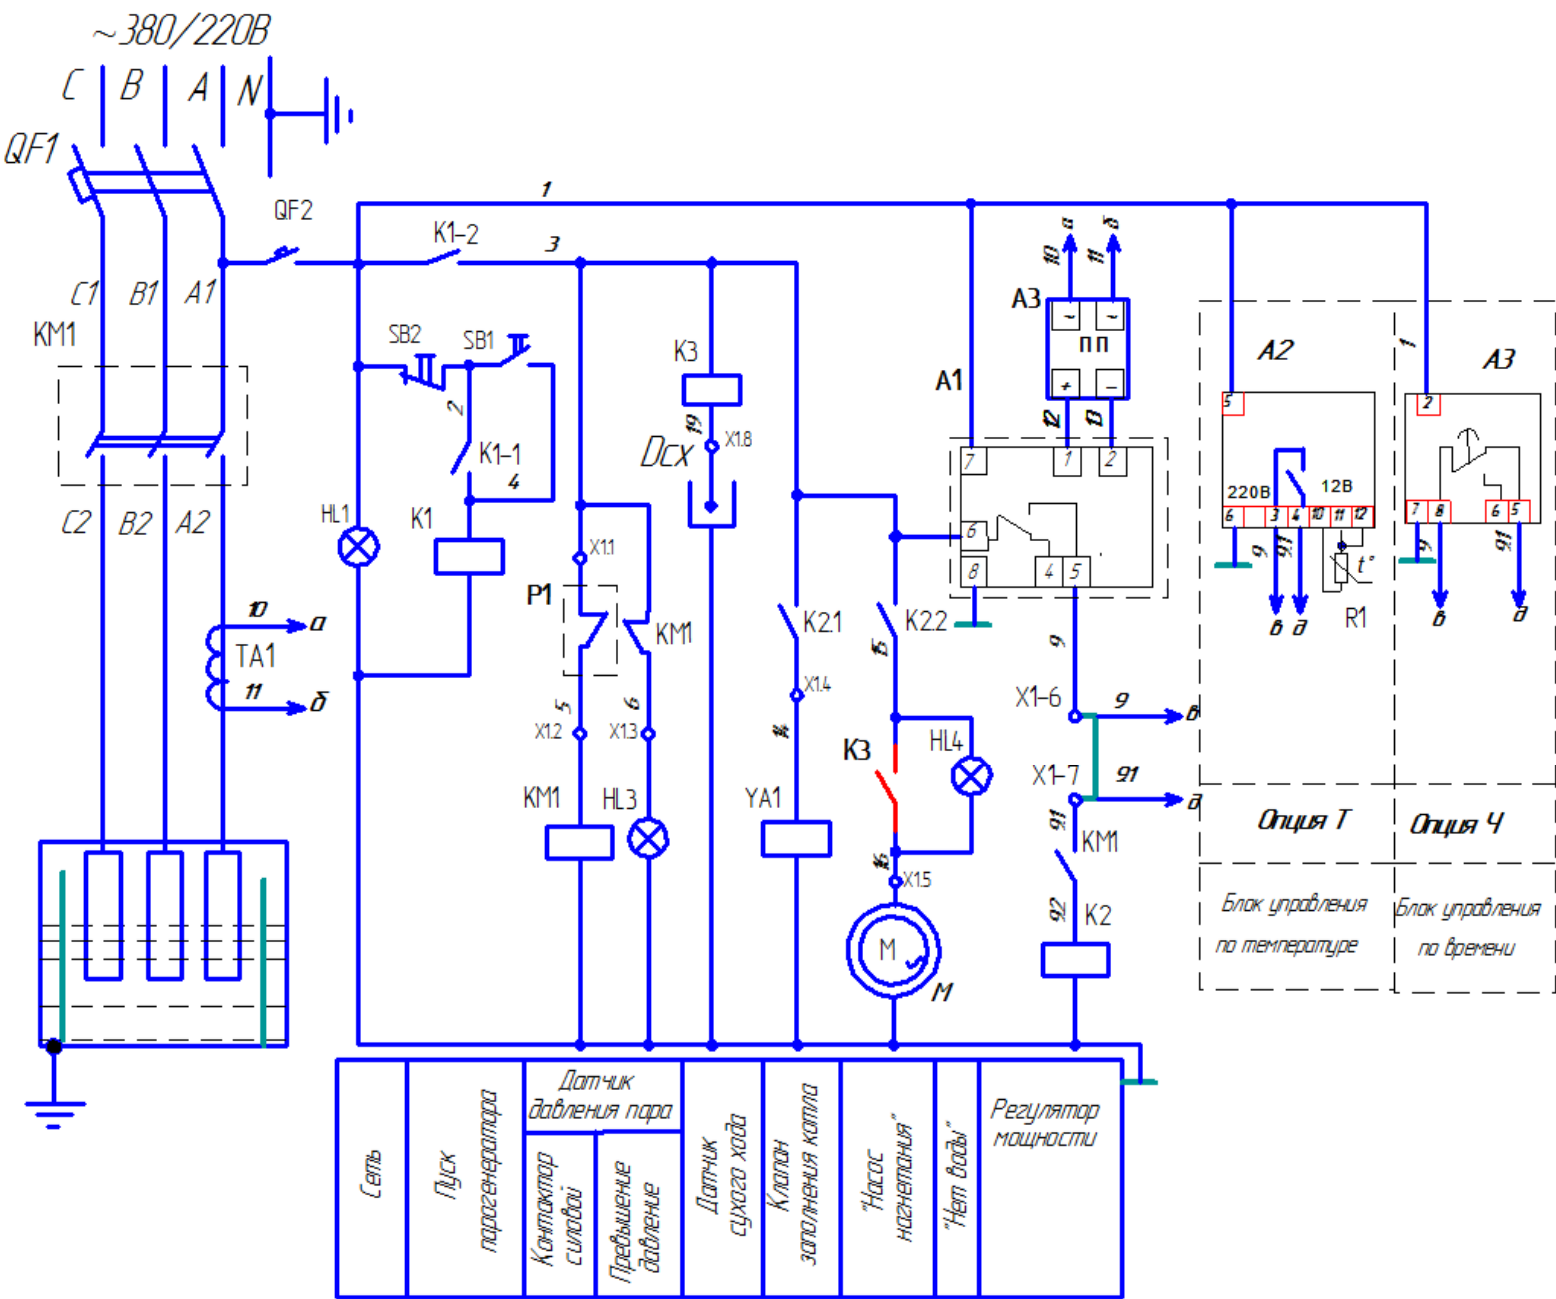 ~380/220В
C B A N
QF1
QF2
1
K1-2
3
C1 B1 A1
KM1
SB2
SB1
2
K1-1
4
HL1
K1
C2 B2 A2
10 а
TA1
11 б
K3
19
X1.8
Dсх
X1.1
P1
KM1
5
6
X1.2
X1.3
KM1
HL3
K2.1
X1.4
14
YA1
K2.2
15
K3
HL4
16
X1.5
M
M
а
б
10
11
A3
~ ~
ПП
+ −
12
13
A1
7 1 2
6
8 4 5
9
X1-6
9 в
X1-7
91 д
91
KM1
92
K2
A2
5
220В 12В
6 3 4 10 11 12
9
91
в д
t°
R1
1
A3
2
7 8 6 5
9
91
в
д
Опция Т
Опция Ч
Блок управления
по температуре
Блок управления
по времени
Сеть
Пуск
парогенератора
Датчик
давления пара
Контактор
силовой
Превышение
давление
Датчик
сухого хода
Клапан
заполнения котла
"Насос
нагнетания"
"Нет воды"
Регулятор
мощности